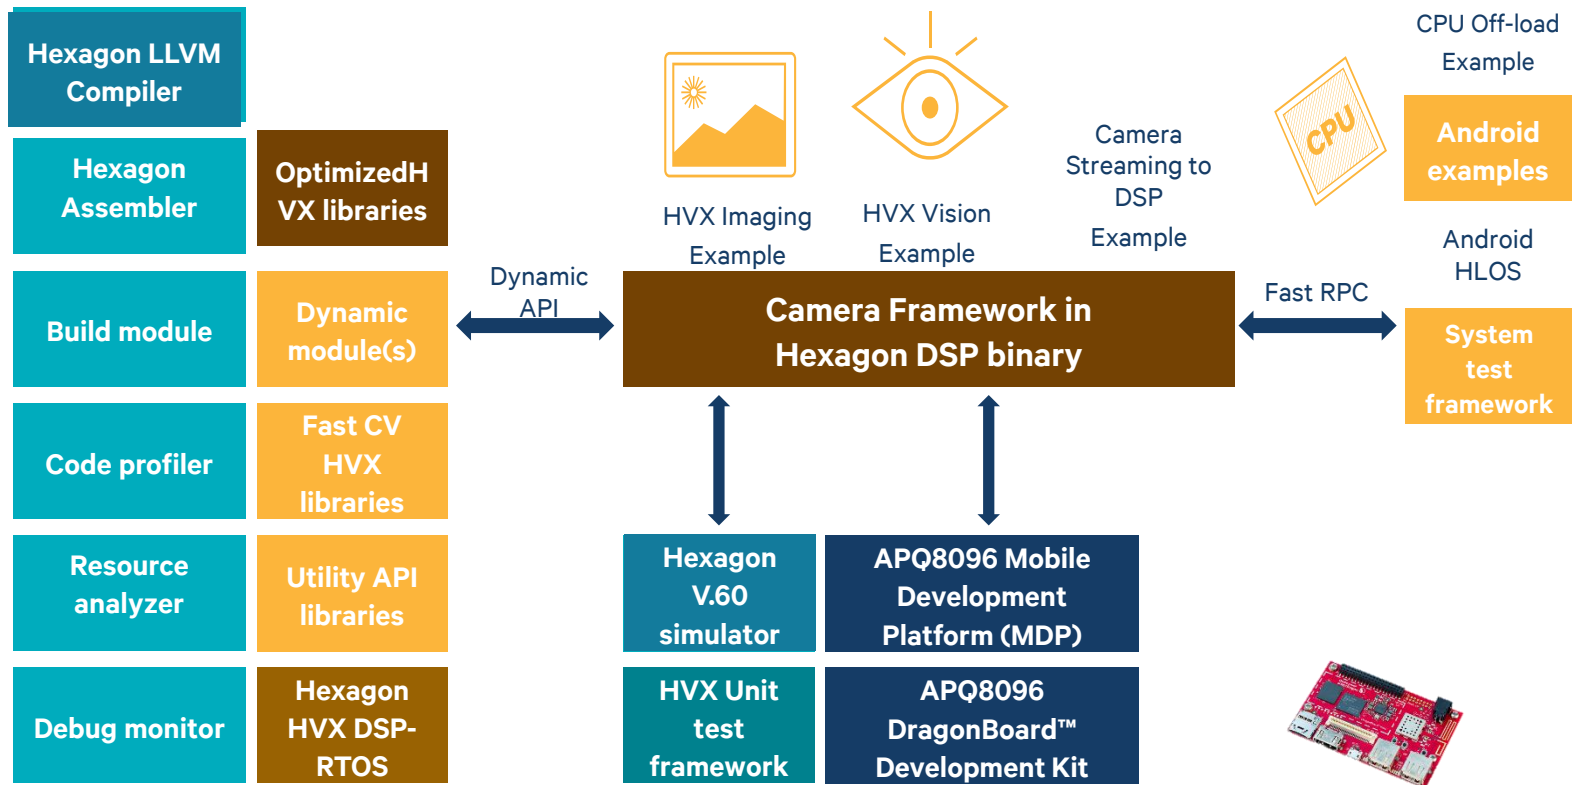 Hexagon LLVM
Compiler
Hexagon
Assembler
Build module
Code profiler
Resource
analyzer
Debug monitor
OptimizedH
VX libraries
Dynamic
module(s)
Fast CV
HVX
libraries
Utility API
libraries
Hexagon
HVX DSP-
RTOS
Dynamic
API
HVX Imaging
Example
HVX Vision
Example
Camera
Streaming to
DSP
Example
Camera Framework in
Hexagon DSP binary
Hexagon
V.60
simulator
APQ8096 Mobile
Development
Platform (MDP)
HVX Unit
test
framework
APQ8096
DragonBoard™
Development Kit
Fast RPC
CPU
CPU Off-load
Example
Android
examples
Android
HLOS
System
test
framework